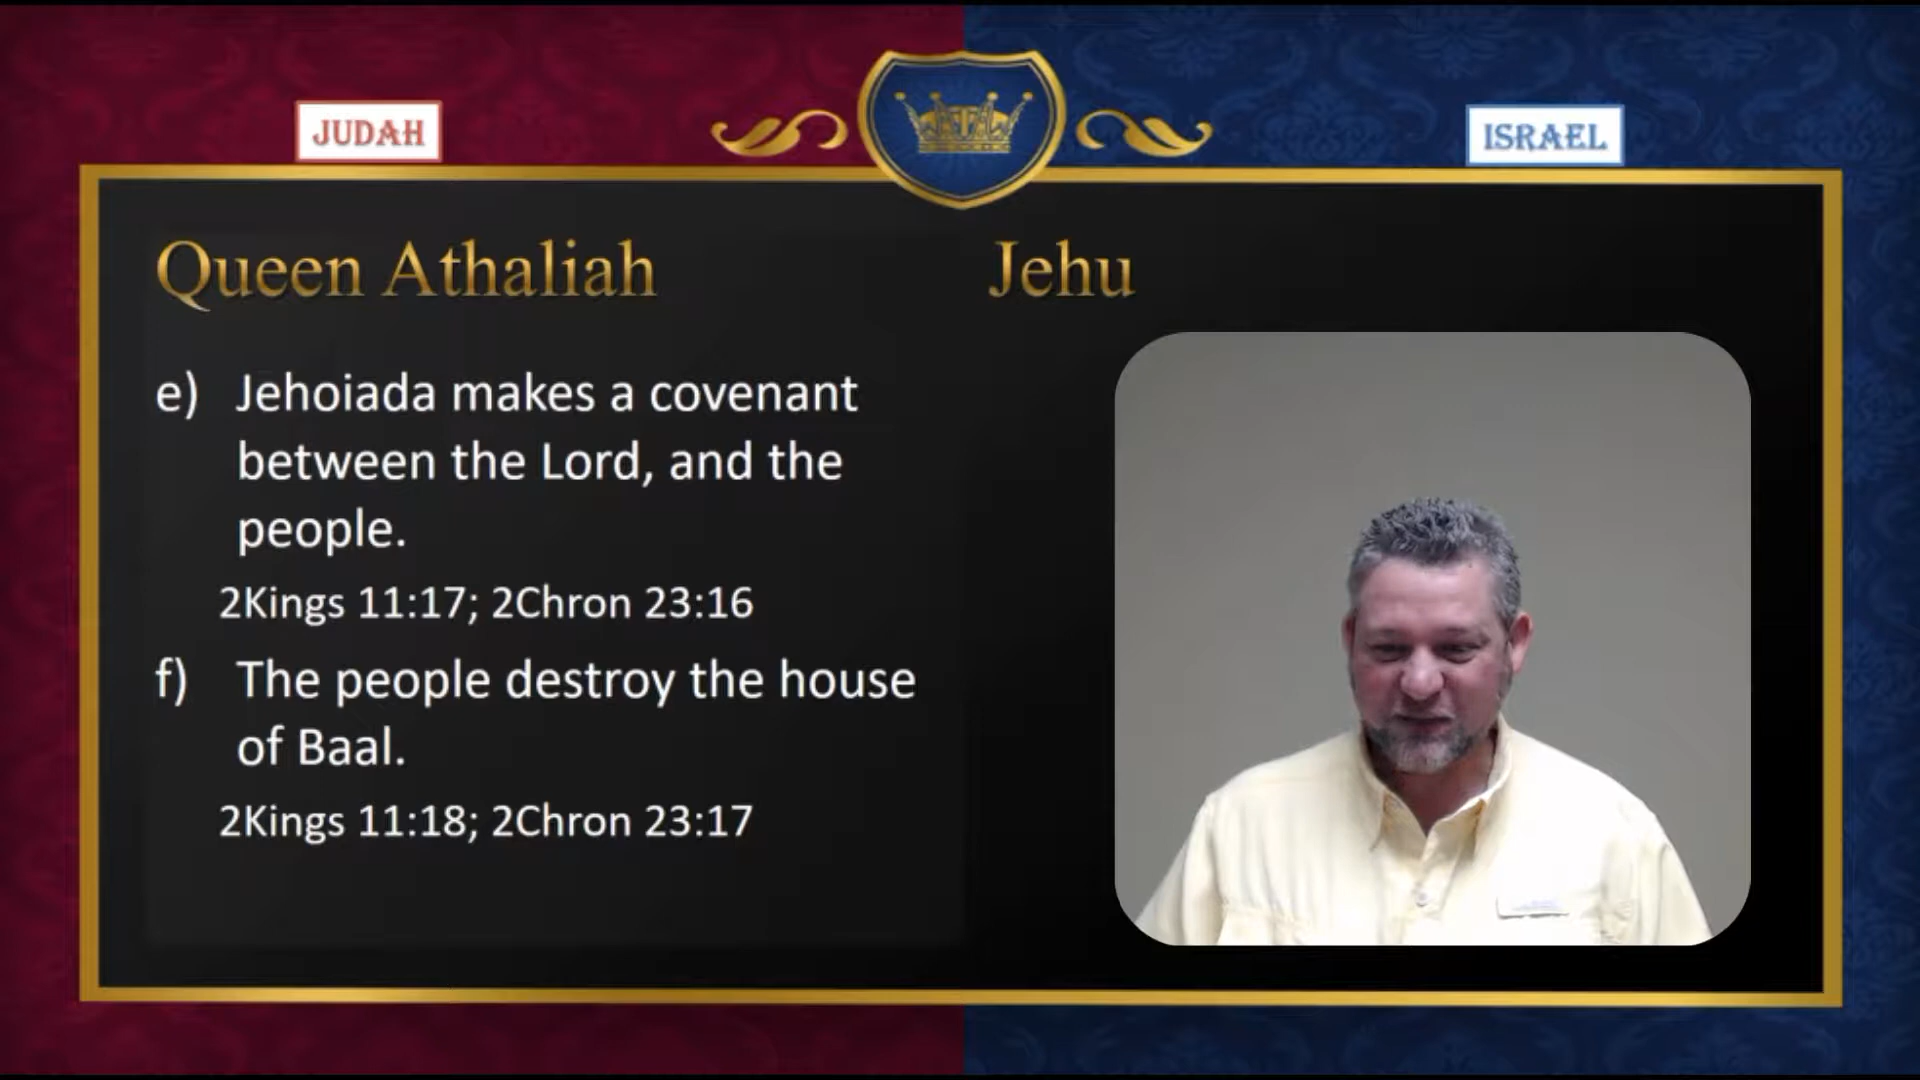 JUDAH
ISRAEL
Queen Athaliah
Jehu
e) Jehoiada makes a covenant
between the Lord, and the
people.
2Kings 11:17; 2Chron 23:16
f) The people destroy the house
of Baal.
2Kings 11:18; 2Chron 23:17